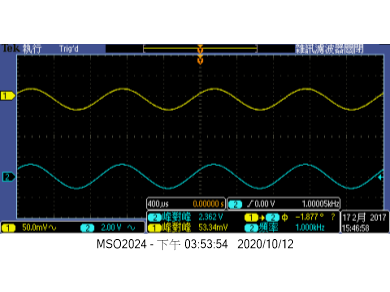 Tek 執行 Trig'd 雜訊濾波器關閉
1
2
400µs 0.00000 s 2 ∫ 0.00 V 1.00005kHz
2 峰對峰 2.362 V 1 → 2 Φ -1.877 ° ?
1 峰對峰 53.34mV 2 頻率 1.000kHz
1 50.0mV∿ 2 2.00 V ∿
17 2月 2017
15:46:58
MSO2024 - 下午 03:53:54 2020/10/12